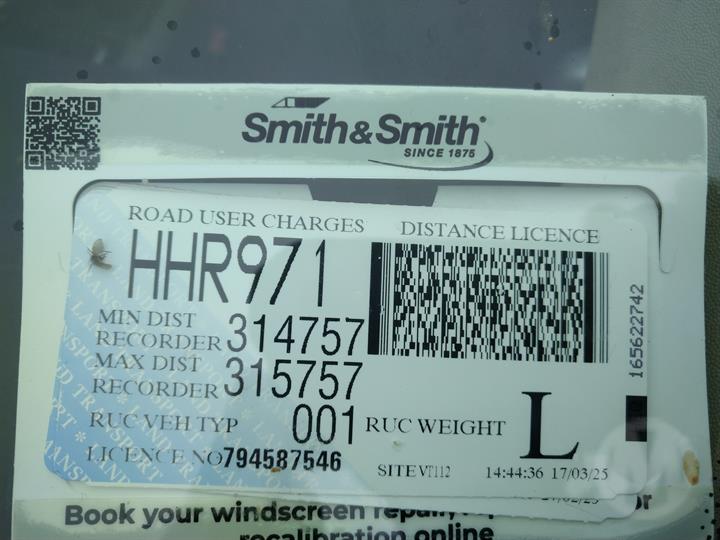 Smith&Smith®
SINCE 1875
ROAD USER CHARGES DISTANCE LICENCE
HHR971
MIN DIST
RECORDER 314757
MAX DIST
RECORDER 315757
RUC VEH TYP 001 RUC WEIGHT L
LICENCE NO 794587546
SITE VT112 14:44:36 17/03/25
165622742
Book your windscreen
recalibration online